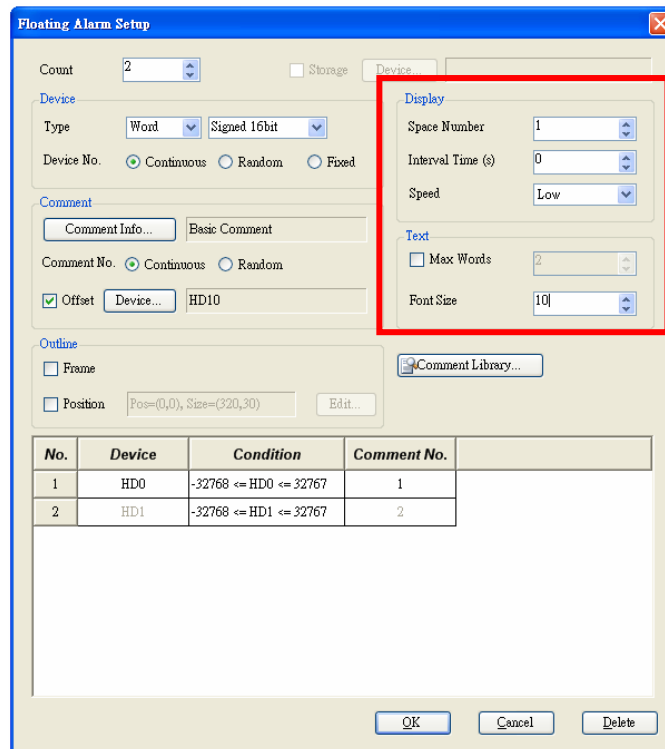 Floating Alarm Setup
Count 2 Storage Device...
Device
Type Word Signed 16bit
Device No. Continuous Random Fixed
Comment
Comment Info... Basic Comment
Comment No. Continuous Random
Offset Device... HD10
Display
Space Number 1
Interval Time (s) 0
Speed Low
Text
Max Words 2
Font Size 10
Outline
Frame
Position Pos=(0,0), Size=(320,30) Edit...
Comment Library...
No. Device Condition Comment No.
1 HD0 -32768 <= HD0 <= 32767 1
2 HD1 -32768 <= HD1 <= 32767 2
OK Cancel Delete